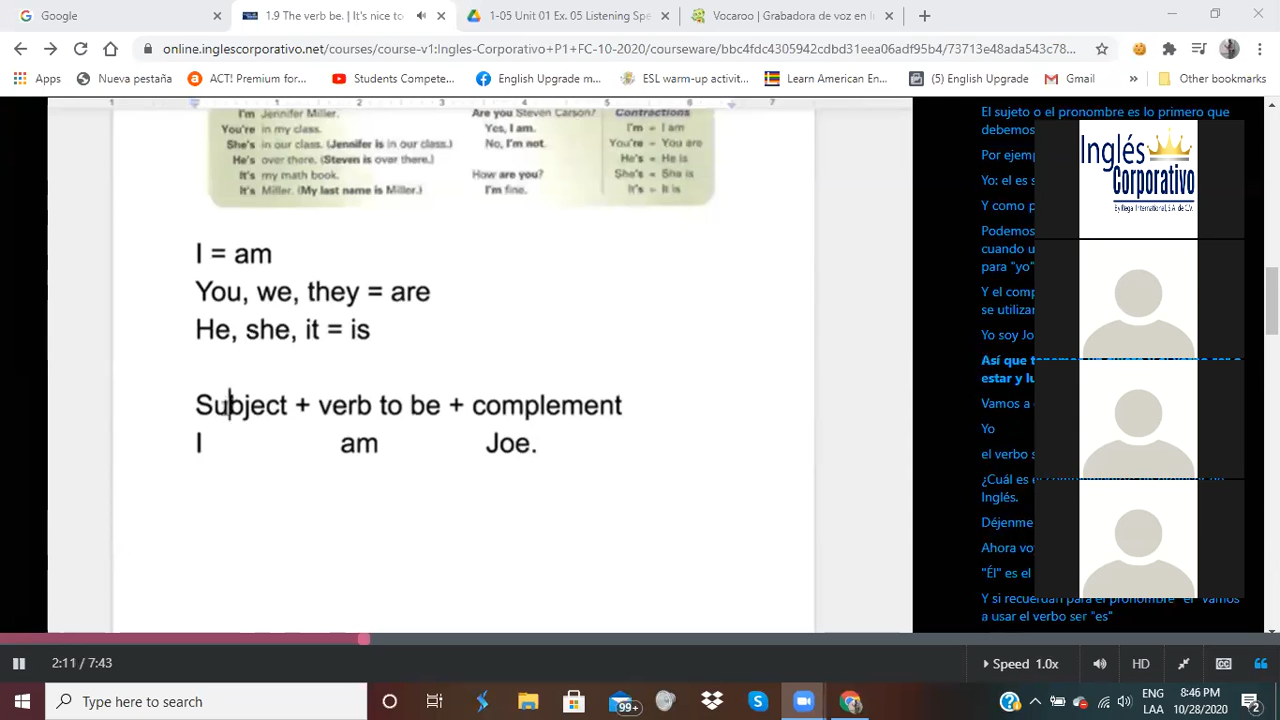 Google
1.9 The verb be. | It's nice to
1-05 Unit 01 Ex. 05 Listening Spe
Vocaroo | Grabadora de voz en lí
online.inglescorporativo.net/courses/course-v1:Ingles-Corporativo+P1+FC-10-2020/courseware/bbc4fdc4305942cdbd31eea06adf95b4/73713e48ada543c78...
Apps
Nueva pestaña
ACT! Premium for...
Students Compete...
English Upgrade m...
ESL warm-up activit...
Learn American En...
(5) English Upgrade
Gmail
»
Other bookmarks
1 1 2 3 4 5 6 7
I'm Jennifer Miller.
You're in my class.
She's in our class. (Jennifer is in our class.)
He's over there. (Steven is over there.)
It's my math book.
It's Miller. (My last name is Miller.)
Are you Steven Carson?
Yes, I am.
No, I'm not.
How are you?
I'm fine.
Contractions
I'm = I am
You're = You are
He's = He is
She's = She is
It's = It is
I = am
You, we, they = are
He, she, it = is
Subject + verb to be + complement
I am Joe.
El sujeto o el pronombre es lo primero que
debemos
Por ejemp
Yo: el es s
Y como p
Podemos
cuando u
para "yo"
Y el comp
se utilizar
Yo soy Jo
Así que
estar y lu
Vamos a
Yo
el verbo s
¿Cuál es e
Inglés.
Déjenme
Ahora vo
"Él" es el
Y si recuerdan para el pronombre "él" vamos
a usar el verbo ser "es"
Inglés
Corporativo
2:11 / 7:43
Speed 1.0x
HD
Type here to search
99+
ENG
LAA
8:46 PM
10/28/2020
2